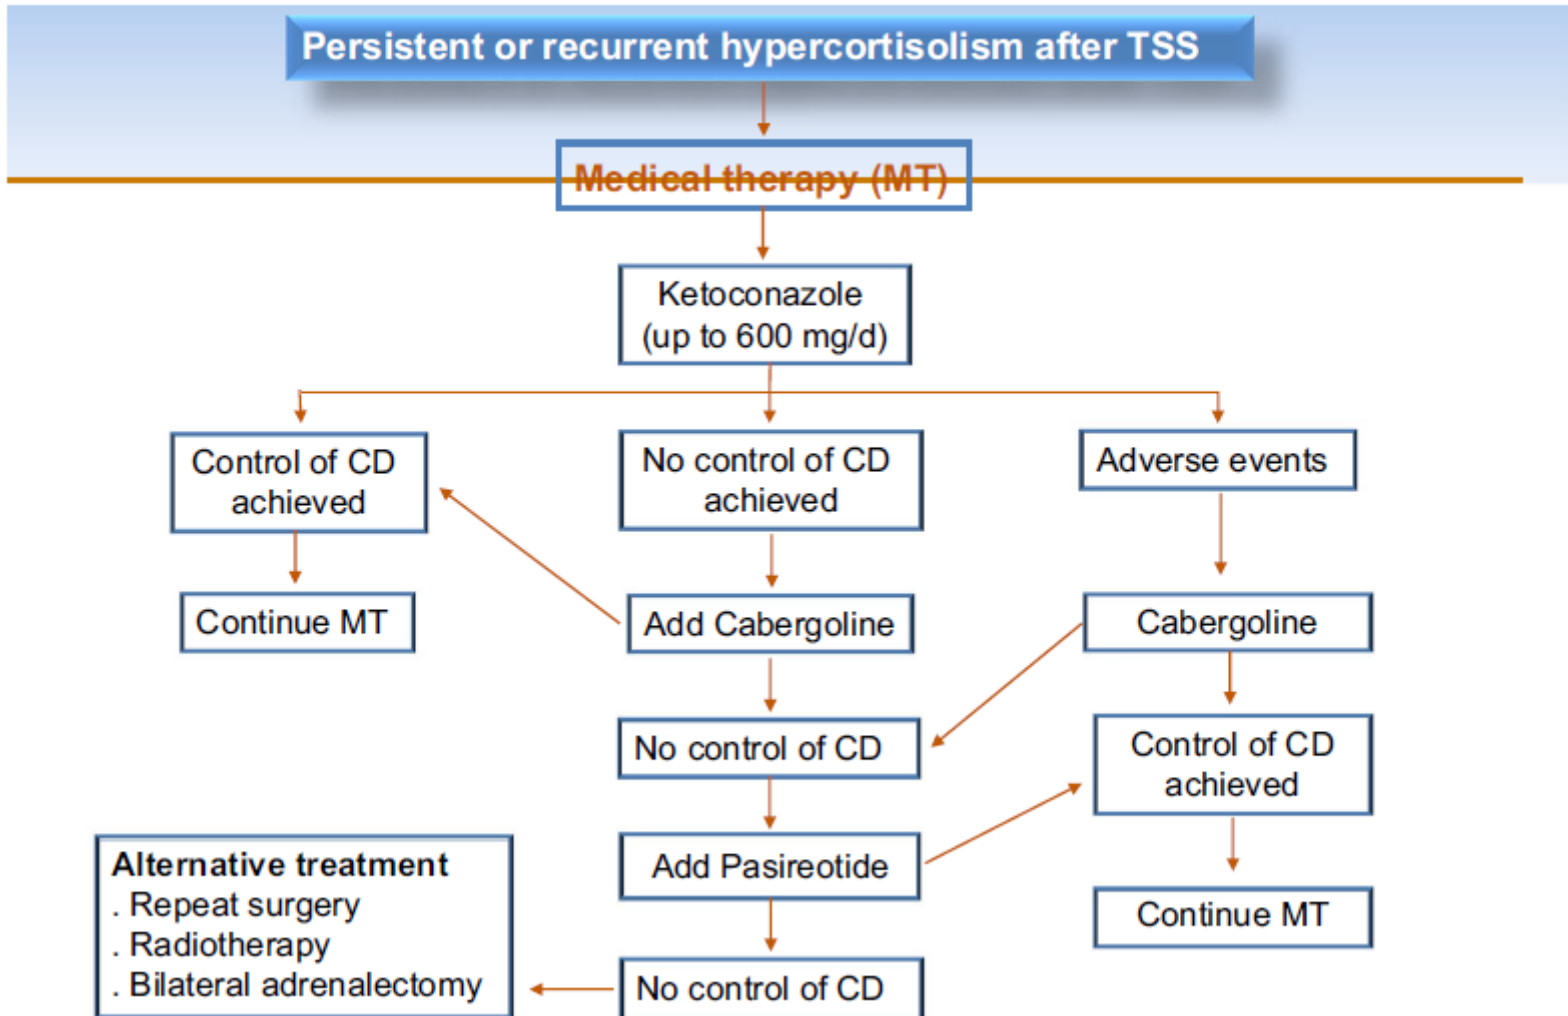 Persistent or recurrent hypercortisolism after TSS
Medical therapy (MT)
Ketoconazole
(up to 600 mg/d)
Control of CD
achieved
No control of CD
achieved
Adverse events
Continue MT
Add Cabergoline
Cabergoline
No control of CD
Control of CD
achieved
Add Pasireotide
Continue MT
Alternative treatment
. Repeat surgery
. Radiotherapy
. Bilateral adrenalectomy
No control of CD